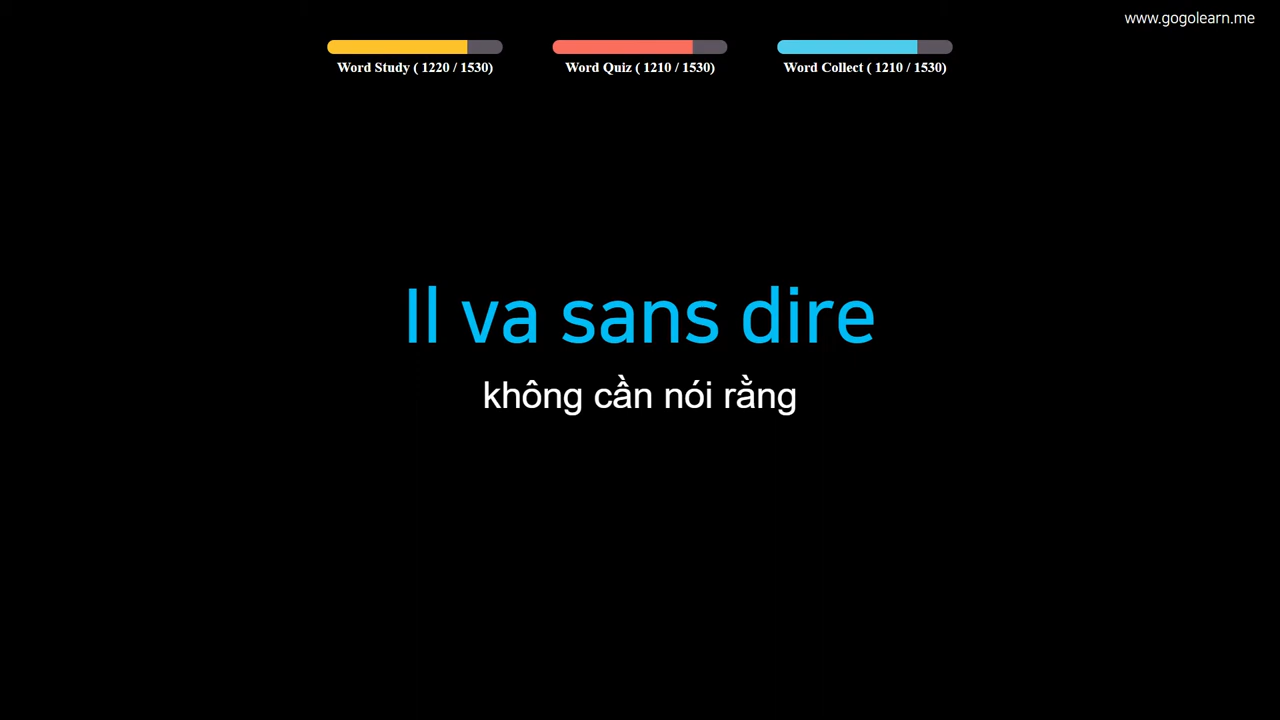 www.gogolearn.me
Word Study ( 1220 / 1530)
Word Quiz ( 1210 / 1530)
Word Collect ( 1210 / 1530)
Il va sans dire
không cần nói rằng